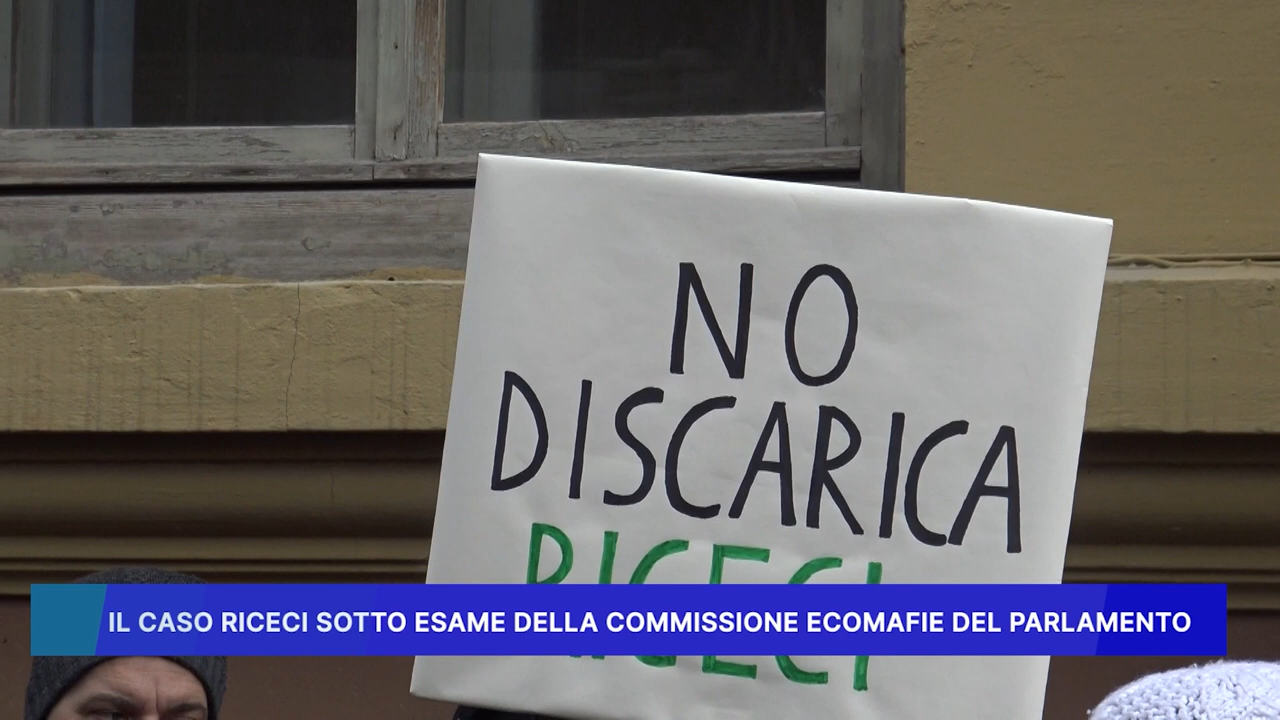 NO
DISCARICA
RICECI
IL CASO RICECI SOTTO ESAME DELLA COMMISSIONE ECOMAFIE DEL PARLAMENTO